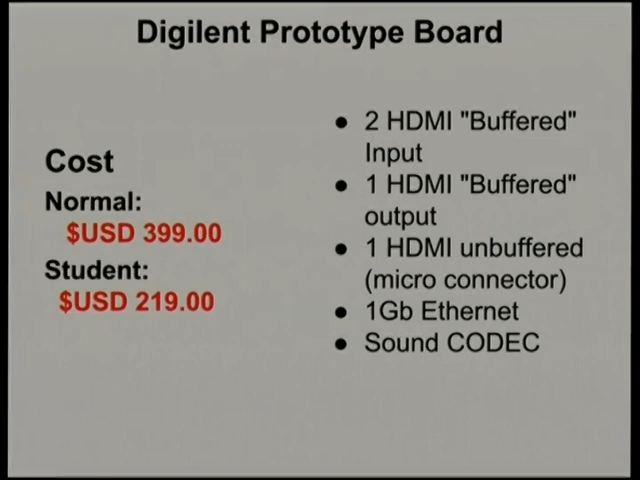 Digilent Prototype Board
Cost
Normal:
$USD 399.00
Student:
$USD 219.00
● 2 HDMI "Buffered"
Input
● 1 HDMI "Buffered"
output
● 1 HDMI unbuffered
(micro connector)
● 1Gb Ethernet
● Sound CODEC